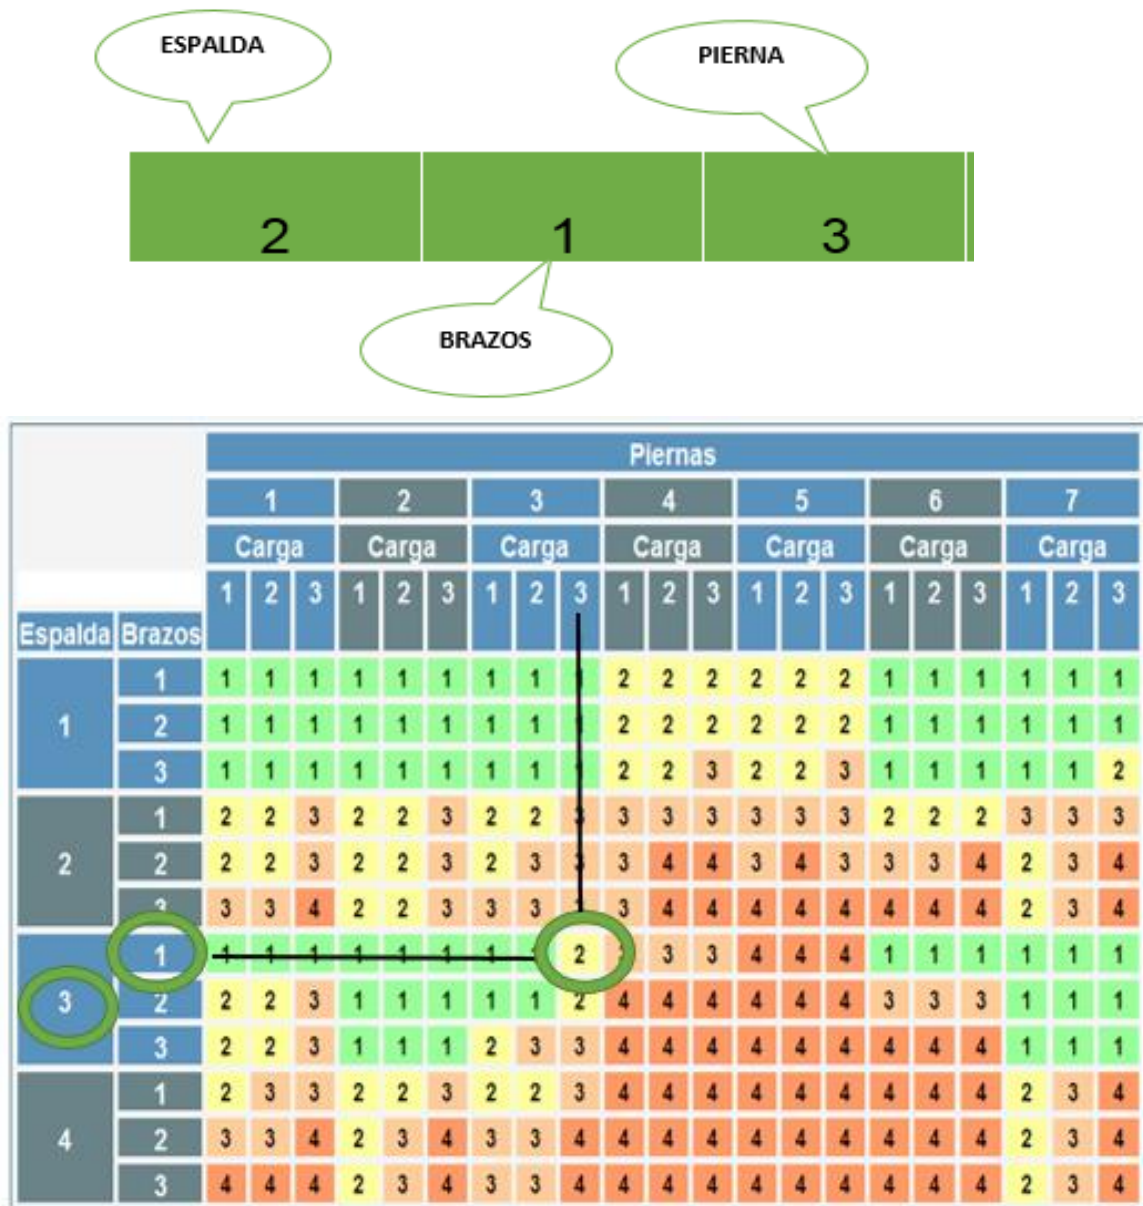 ESPALDA
PIERNA
2 1 3
BRAZOS
Piernas
1 2 3 4 5 6 7
Carga Carga Carga Carga Carga Carga Carga
1 2 3 1 2 3 1 2 3 1 2 3 1 2 3 1 2 3 1 2 3
Espalda Brazos
1 1 1 1 1 1 1 1 1 1 2 2 2 2 2 2 1 1 1 1 1 1
1 2 1 1 1 1 1 1 1 1 1 2 2 2 2 2 2 1 1 1 1 1 1
3 1 1 1 1 1 1 1 1 1 2 2 3 2 2 3 1 1 1 1 1 2
1 2 2 3 2 2 3 2 2 3 3 3 3 3 3 3 2 2 2 3 3 3
2 2 2 2 3 2 2 3 2 3 3 3 4 4 3 4 3 3 3 4 2 3 4
3 3 3 4 2 2 3 3 3 3 4 4 4 4 4 4 4 4 2 3 4
1 1 1 1 1 1 1 1 2 3 3 4 4 4 1 1 1 1 1 1
3 2 2 2 3 1 1 1 1 1 2 4 4 4 4 4 4 3 3 3 1 1 1
3 2 2 3 1 1 1 2 3 3 4 4 4 4 4 4 4 4 4 1 1 1
1 2 3 3 2 2 3 2 2 3 4 4 4 4 4 4 4 4 4 2 3 4
4 2 3 3 4 2 3 4 3 3 4 4 4 4 4 4 4 4 4 4 2 3 4
3 4 4 4 2 3 4 3 3 4 4 4 4 4 4 4 4 4 4 2 3 4